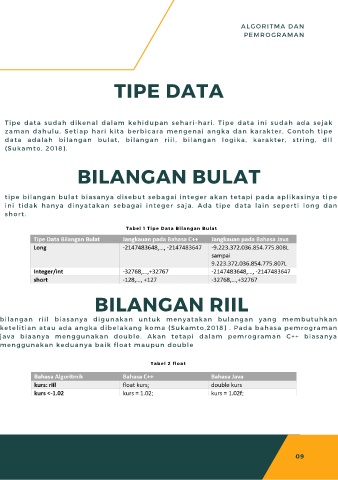 ALGORITMA DAN
PEMROGRAMAN
TIPE DATA
Tipe data sudah dikenal dalam kehidupan sehari-hari. Tipe data ini sudah ada sejak
zaman dahulu. Setiap hari kita berbicara mengenai angka dan karakter. Contoh tipe
data adalah bilangan bulat, bilangan riil, bilangan logika, karakter, string, dll
(Sukamto, 2018).
BILANGAN BULAT
tipe bilangan bulat biasanya disebut sebagai integer akan tetapi pada aplikasinya tipe
ini tidak hanya dinyatakan sebagai integer saja. Ada tipe data lain seperti long dan
short.
Tabel 1 Tipe Data Bilangan Bulat
Tipe Data Bilangan Bulat Jangkauan pada Bahasa C++ Jangkauan pada Bahasa Java
Long -2147483648,..., -2147483647 -9.223.372.036.854.775.808L
sampai
9.223.372.036.854.775.807L
Integer/int -32768,...,+32767 -2147483648,..., -2147483647
short -128,..., +127 -32768,...,+32767
BILANGAN RIIL
bilangan riil biasanya digunakan untuk menyatakan bulangan yang membutuhkan
ketelitian atau ada angka dibelakang koma (Sukamto,2018) . Pada bahasa pemrograman
java biaanya menggunakan double. Akan tetapi dalam pemrograman C++ biasanya
menggunakan keduanya baik float maupun double
Tabel 2 float
Bahasa Algoritmik Bahasa C++ Bahasa Java
kurs: riil float kurs; double kurs
kurs <-1.02 kurs = 1.02; kurs = 1.02f;
09